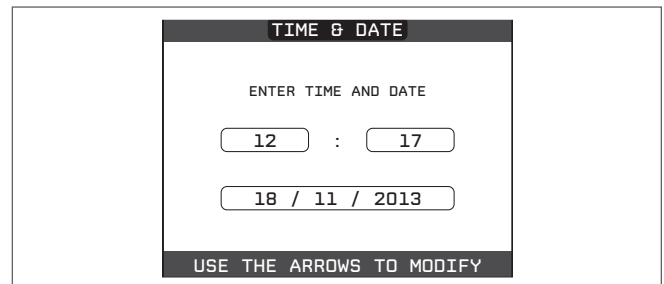 TIME & DATE
ENTER TIME AND DATE
12 : 17
18 / 11 / 2013
USE THE ARROWS TO MODIFY